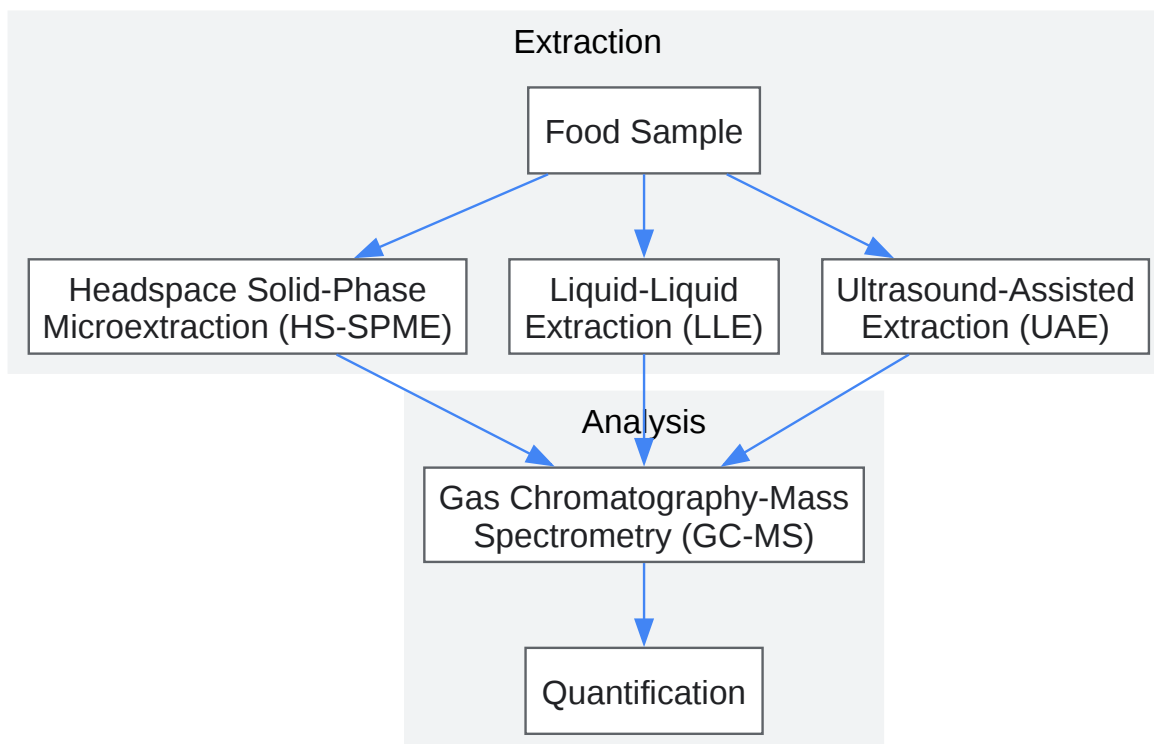 Extraction
Food Sample
Headspace Solid-Phase
Microextraction (HS-SPME)
Liquid-Liquid
Extraction (LLE)
Ultrasound-Assisted
Extraction (UAE)
Analysis
Gas Chromatography-Mass
Spectrometry (GC-MS)
Quantification